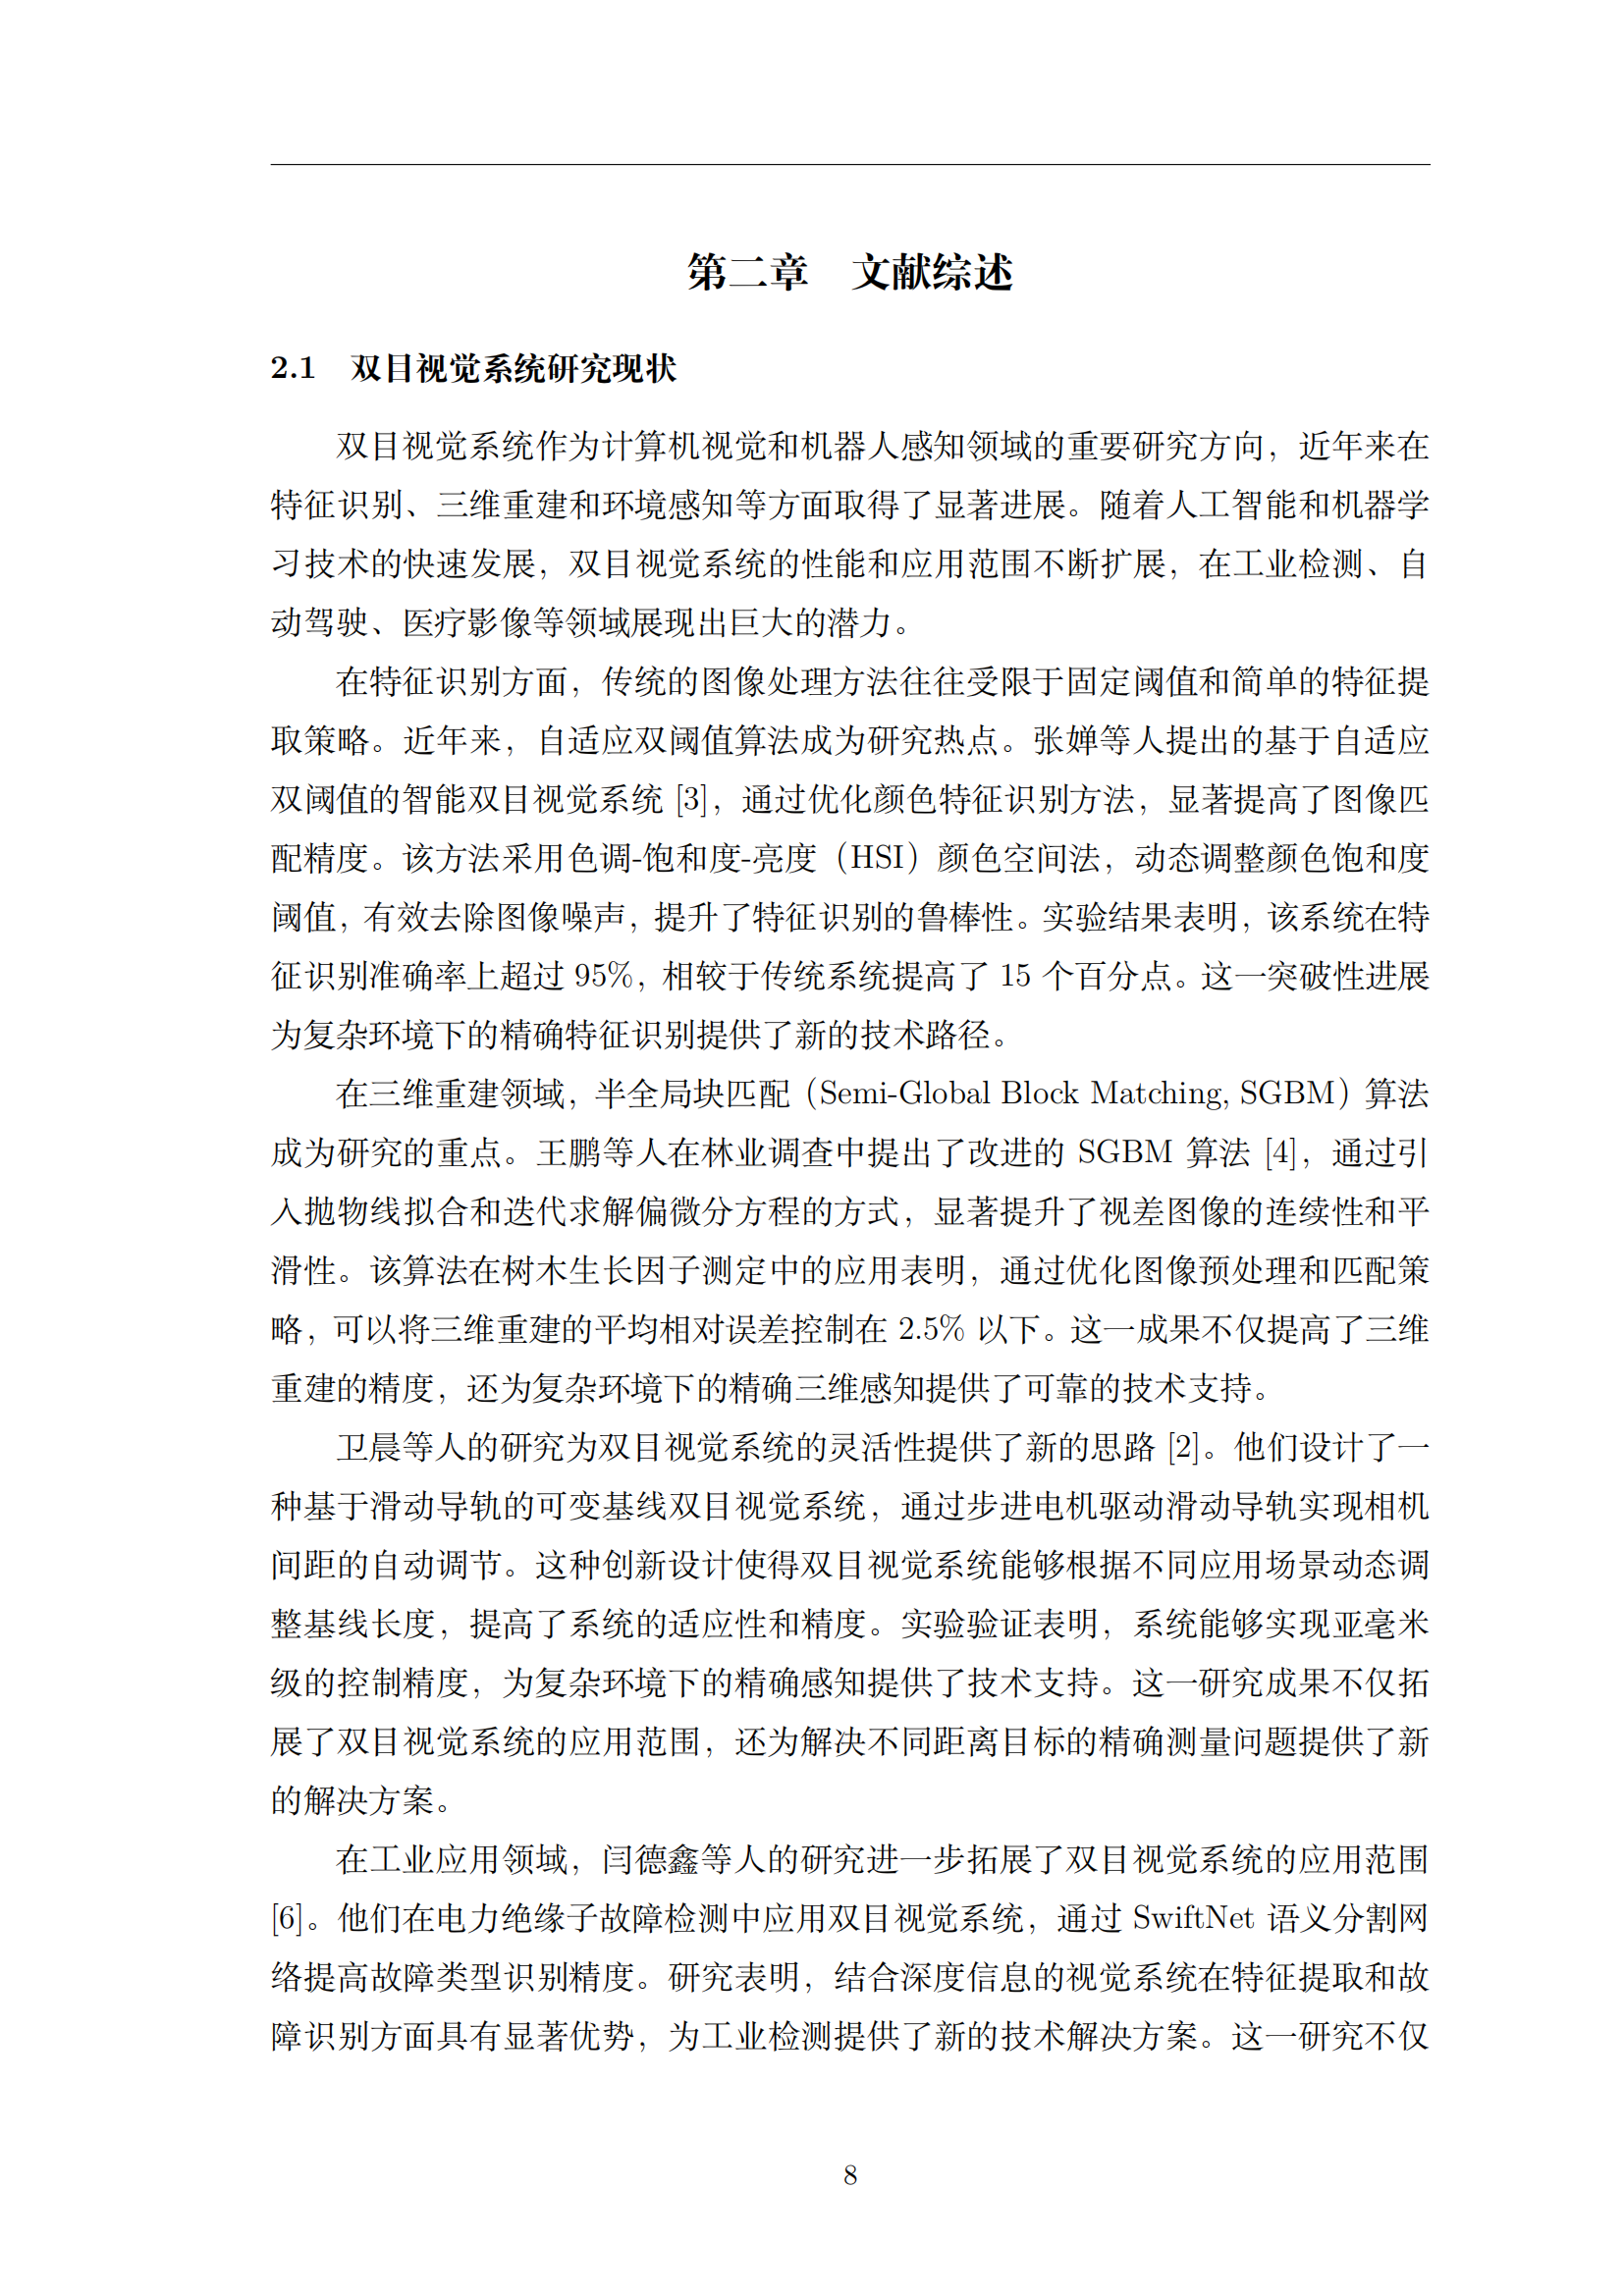 第二章 文献综述
2.1 双目视觉系统研究现状
双目视觉系统作为计算机视觉和机器人感知领域的重要研究方向，近年来在
特征识别、三维重建和环境感知等方面取得了显著进展。随着人工智能和机器学
习技术的快速发展，双目视觉系统的性能和应用范围不断扩展，在工业检测、自
动驾驶、医疗影像等领域展现出巨大的潜力。
在特征识别方面，传统的图像处理方法往往受限于固定阈值和简单的特征提
取策略。近年来，自适应双阈值算法成为研究热点。张婵等人提出的基于自适应
双阈值的智能双目视觉系统 [3]，通过优化颜色特征识别方法，显著提高了图像匹
配精度。该方法采用色调-饱和度-亮度（HSI）颜色空间法，动态调整颜色饱和度
阈值，有效去除图像噪声，提升了特征识别的鲁棒性。实验结果表明，该系统在特
征识别准确率上超过 95%，相较于传统系统提高了 15 个百分点。这一突破性进展
为复杂环境下的精确特征识别提供了新的技术路径。
在三维重建领域，半全局块匹配（Semi-Global Block Matching, SGBM）算法
成为研究的重点。王鹏等人在林业调查中提出了改进的 SGBM 算法 [4]，通过引
入抛物线拟合和迭代求解偏微分方程的方式，显著提升了视差图像的连续性和平
滑性。该算法在树木生长因子测定中的应用表明，通过优化图像预处理和匹配策
略，可以将三维重建的平均相对误差控制在 2.5% 以下。这一成果不仅提高了三维
重建的精度，还为复杂环境下的精确三维感知提供了可靠的技术支持。
卫晨等人的研究为双目视觉系统的灵活性提供了新的思路 [2]。他们设计了一
种基于滑动导轨的可变基线双目视觉系统，通过步进电机驱动滑动导轨实现相机
间距的自动调节。这种创新设计使得双目视觉系统能够根据不同应用场景动态调
整基线长度，提高了系统的适应性和精度。实验验证表明，系统能够实现亚毫米
级的控制精度，为复杂环境下的精确感知提供了技术支持。这一研究成果不仅拓
展了双目视觉系统的应用范围，还为解决不同距离目标的精确测量问题提供了新
的解决方案。
在工业应用领域，闫德鑫等人的研究进一步拓展了双目视觉系统的应用范围
[6]。他们在电力绝缘子故障检测中应用双目视觉系统，通过 SwiftNet 语义分割网
络提高故障类型识别精度。研究表明，结合深度信息的视觉系统在特征提取和故
障识别方面具有显著优势，为工业检测提供了新的技术解决方案。这一研究不仅
8